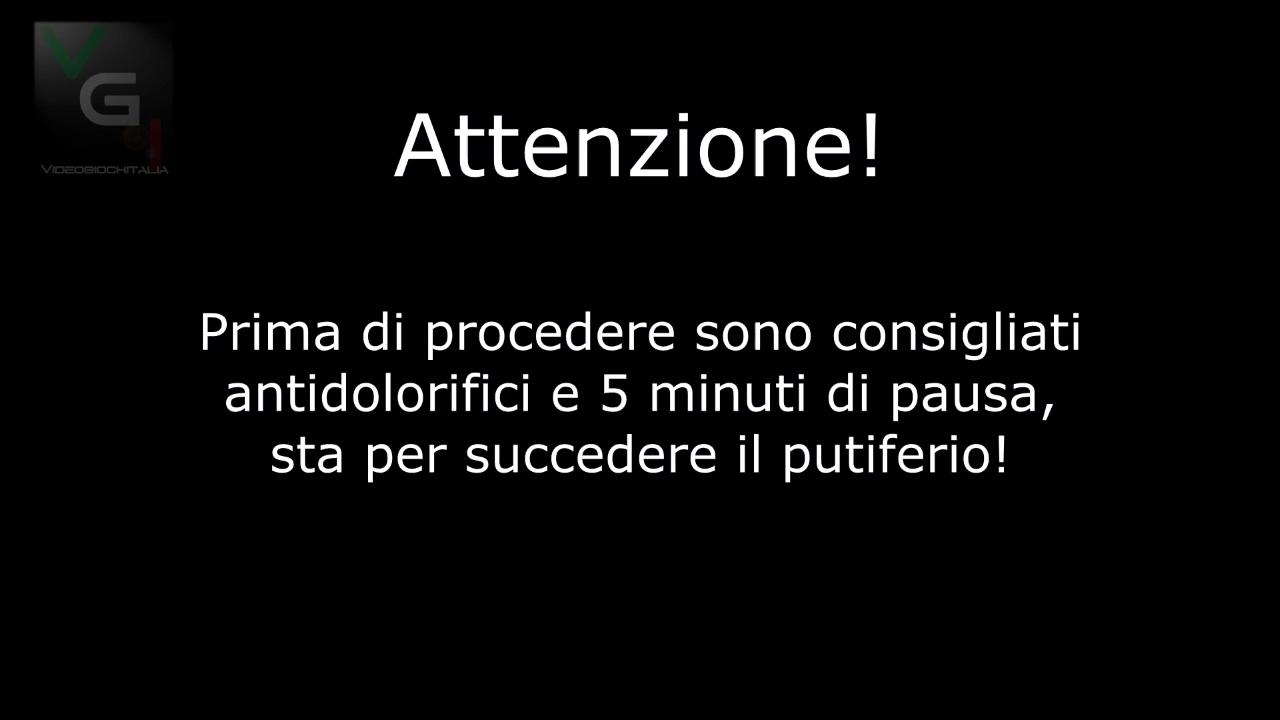 VG
VIDEOGIOCHITALIA
Attenzione!
Prima di procedere sono consigliati
antidolorifici e 5 minuti di pausa,
sta per succedere il putiferio!